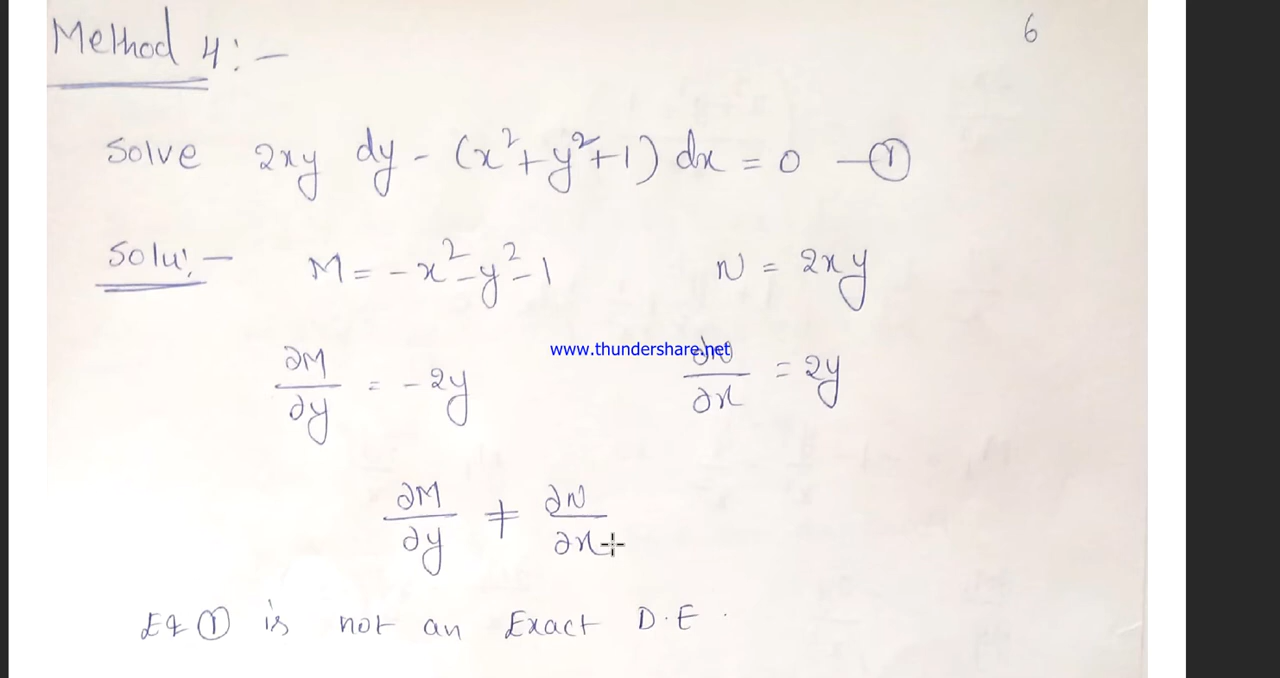 Method 4:-
6
Solve 2xy dy - (x²+y²+1) dx = 0 —①
Solu:- M = -x²-y²-1 N = 2xy
www.thundershare.net
∂M/∂y = -2y ∂N/∂x = 2y
∂M/∂y ≠ ∂N/∂x
Eq ① is not an Exact D.E.